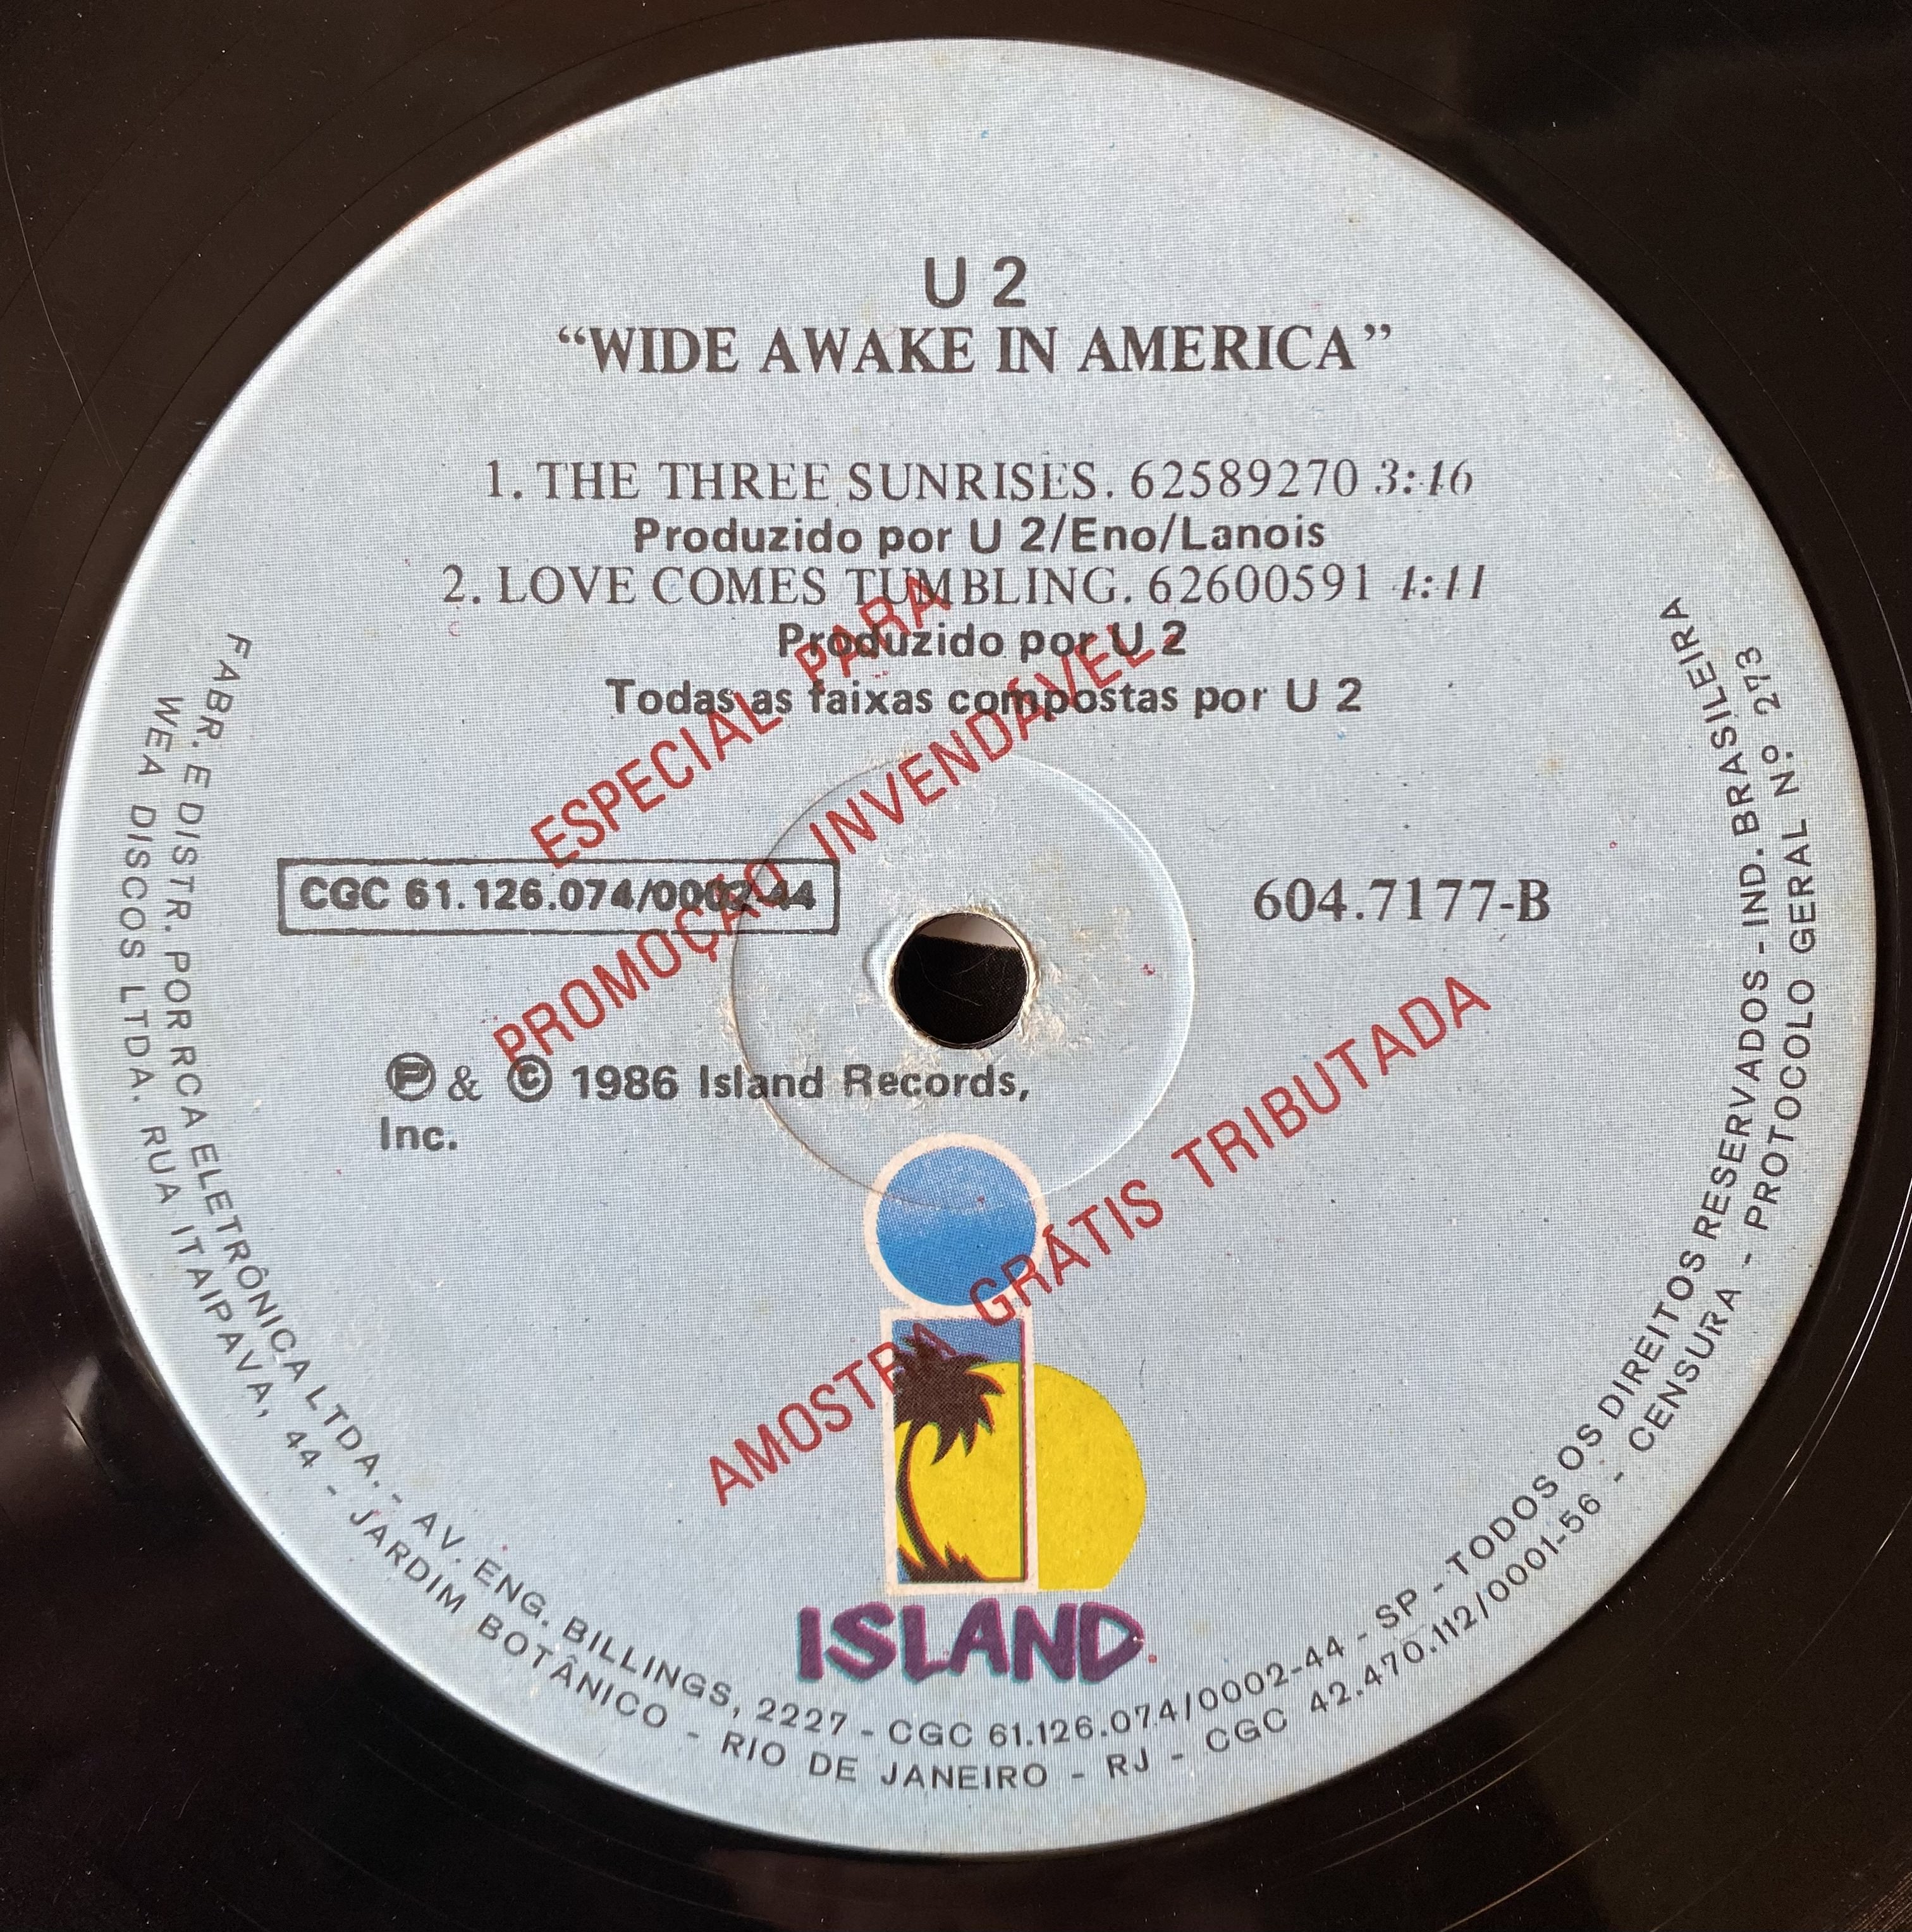 U 2
“WIDE AWAKE IN AMERICA”
1. THE THREE SUNRISES. 62589270 3:46
Produzido por U 2/Eno/Lanois
2. LOVE COMES TUMBLING. 62600591 4:41
Produzido por U 2
Todas as faixas compostas por U 2
ESPECIAL PARA
PROMOÇÃO INVENDÁVEL
CGC 61.126.074/0002-44
604.7177-B
Ⓟ & © 1986 Island Records,
Inc.
AMOSTRA GRÁTIS TRIBUTADA
ISLAND
FABR. E DISTR. POR RCA ELETRÔNICA LTDA. - AV. ENG. BILLINGS, 2227 - CGC 61.126.074/0002-44 - SP - TODOS OS DIREITOS RESERVADOS - IND. BRASILEIRA
WEA DISCOS LTDA. RUA ITAIPAVA, 44 - JARDIM BOTÂNICO - RIO DE JANEIRO - RJ - CGC 42.470.112/0001-56 - CENSURA - PROTOCOLO GERAL Nº 273